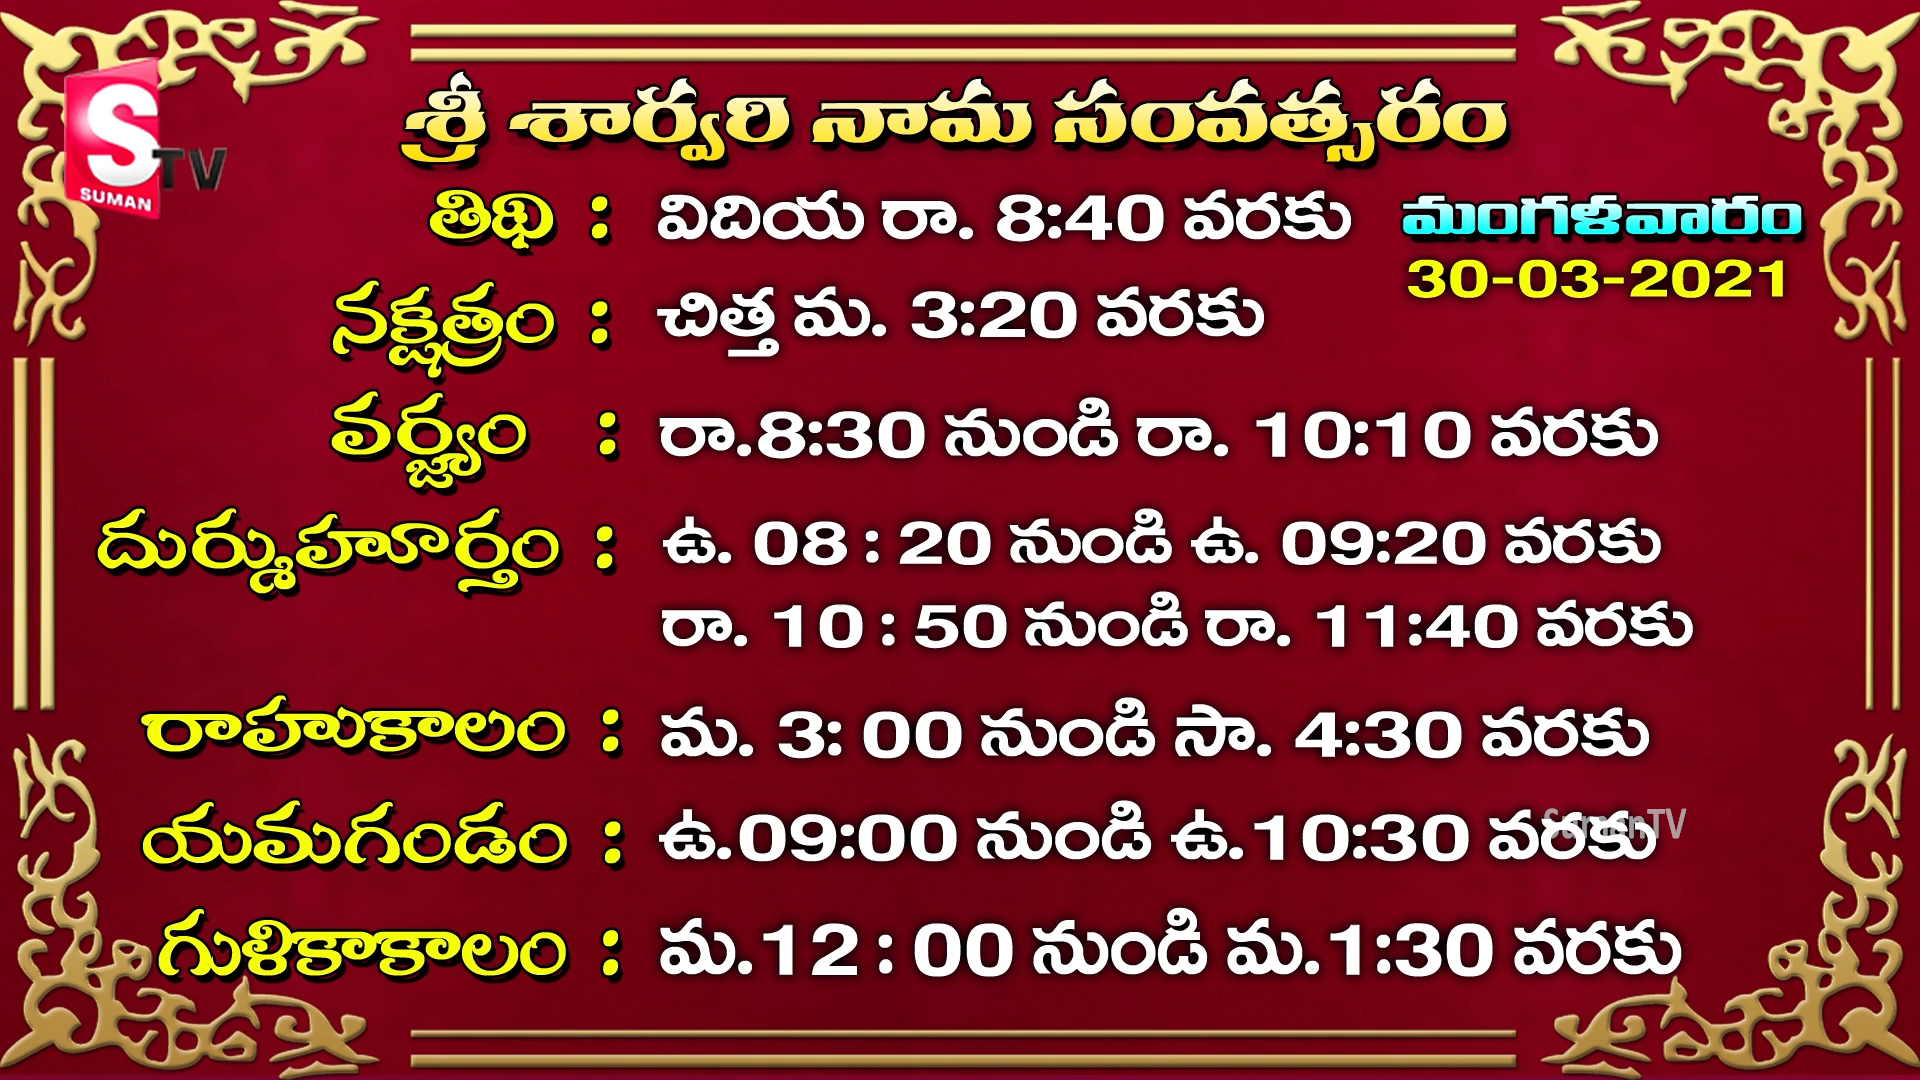 S TV
SUMAN
శ్రీ శార్వరి నామ సంవత్సరం
తిథి : విదియ రా. 8:40 వరకు
మంగళవారం
30-03-2021
నక్షత్రం : చిత్త మ. 3:20 వరకు
వర్జ్యం : రా.8:30 నుండి రా. 10:10 వరకు
దుర్ముహూర్తం : ఉ. 08 : 20 నుండి ఉ. 09:20 వరకు
రా. 10 : 50 నుండి రా. 11:40 వరకు
రాహుకాలం : మ. 3: 00 నుండి సా. 4:30 వరకు
యమగండం : ఉ.09:00 నుండి ఉ.10:30 వరకు
SumanTV
గుళికాకాలం : మ.12 : 00 నుండి మ.1:30 వరకు